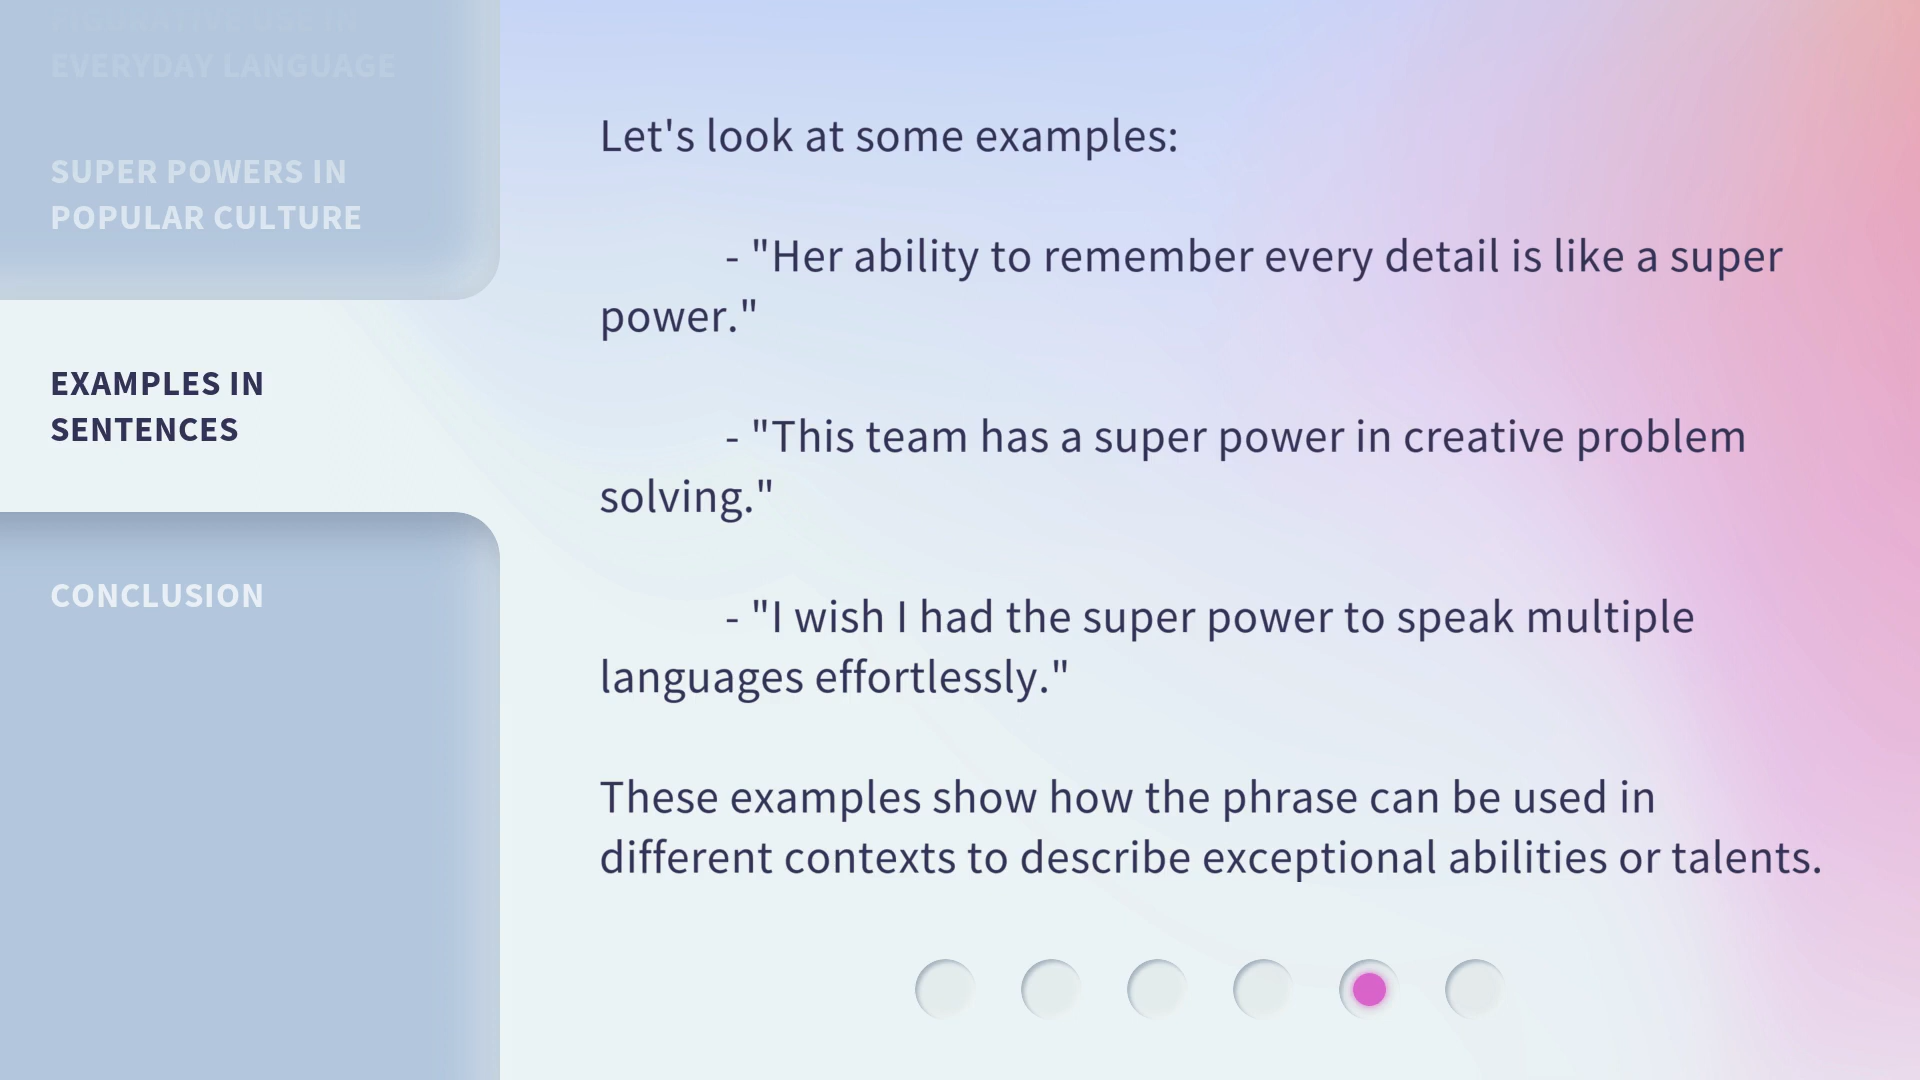 FIGURATIVE USE IN
EVERYDAY LANGUAGE
SUPER POWERS IN
POPULAR CULTURE
EXAMPLES IN
SENTENCES
CONCLUSION
Let's look at some examples:
- "Her ability to remember every detail is like a super
power."
- "This team has a super power in creative problem
solving."
- "I wish I had the super power to speak multiple
languages effortlessly."
These examples show how the phrase can be used in
different contexts to describe exceptional abilities or talents.